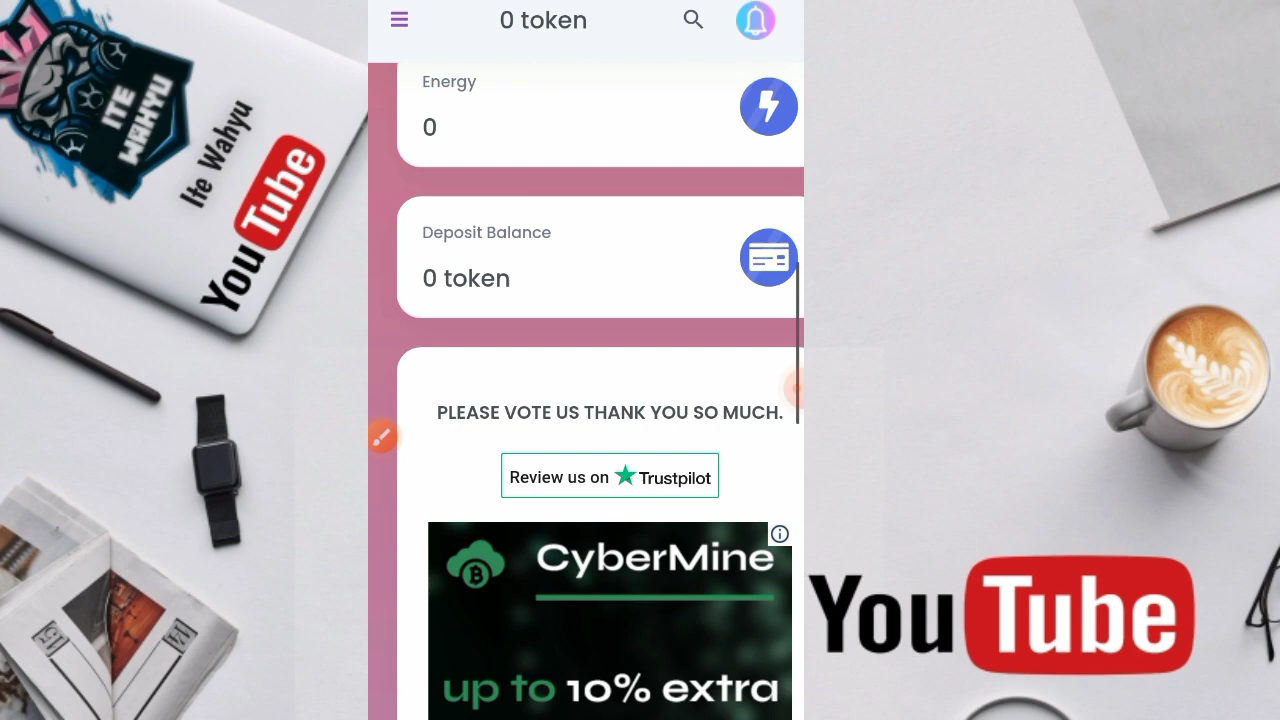 ITE
WAHYU
Ite Wahyu
YouTube
0 token
Energy
0
Deposit Balance
0 token
PLEASE VOTE US THANK YOU SO MUCH.
Review us on Trustpilot
CyberMine
up to 10% extra
YouTube